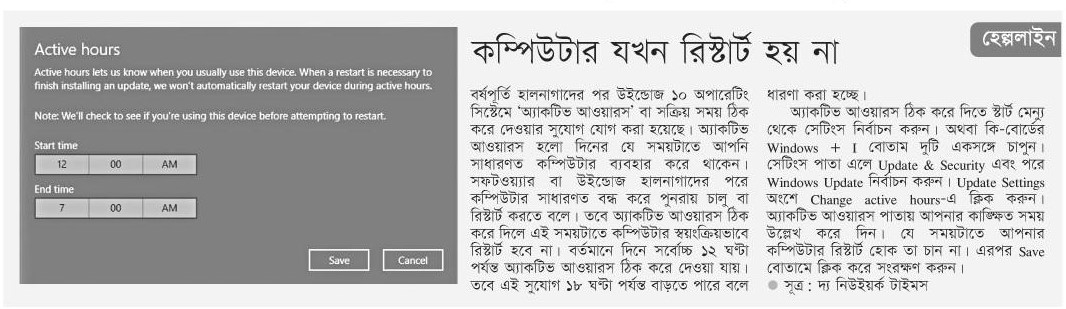 Active hours
Active hours lets us know when you usually use this device. When a restart is necessary to
finish installing an update, we won't automatically restart your device during active hours.
Note: We'll check to see if you're using this device before attempting to restart.
Start time
12 00 AM
End time
7 00 AM
Save Cancel
হেল্পলাইন
কম্পিউটার যখন রিস্টার্ট হয় না
বর্ষপূর্তি হালনাগাদের পর উইন্ডোজ ১০ অপারেটিং
সিস্টেমে ‘অ্যাকটিভ আওয়ারস’ বা সক্রিয় সময় ঠিক
করে দেওয়ার সুযোগ যোগ করা হয়েছে। অ্যাকটিভ
আওয়ারস হলো দিনের যে সময়টাতে আপনি
সাধারণত কম্পিউটার ব্যবহার করে থাকেন।
সফটওয়্যার বা উইন্ডোজ হালনাগাদের পরে
কম্পিউটার সাধারণত বন্ধ করে পুনরায় চালু বা
রিস্টার্ট করতে বলে। তবে অ্যাকটিভ আওয়ারস ঠিক
করে দিলে এই সময়টাতে কম্পিউটার স্বয়ংক্রিয়ভাবে
রিস্টার্ট হবে না। বর্তমানে দিনে সর্বোচ্চ ১২ ঘণ্টা
পর্যন্ত অ্যাকটিভ আওয়ারস ঠিক করে দেওয়া যায়।
তবে এই সুযোগ ১৮ ঘণ্টা পর্যন্ত বাড়তে পারে বলে
ধারণা করা হচ্ছে।
অ্যাকটিভ আওয়ারস ঠিক করে দিতে স্টার্ট মেন্যু
থেকে সেটিংস নির্বাচন করুন। অথবা কি-বোর্ডের
Windows + I বোতাম দুটি একসঙ্গে চাপুন।
সেটিংস পাতা এলে Update & Security এবং পরে
Windows Update নির্বাচন করুন। Update Settings
অংশে Change active hours-এ ক্লিক করুন।
অ্যাকটিভ আওয়ারস পাতায় আপনার কাঙ্ক্ষিত সময়
উল্লেখ করে দিন। যে সময়টাতে আপনার
কম্পিউটার রিস্টার্ট হোক তা চান না। এরপর Save
বোতামে ক্লিক করে সংরক্ষণ করুন।
● সূত্র : দ্য নিউইয়র্ক টাইমস